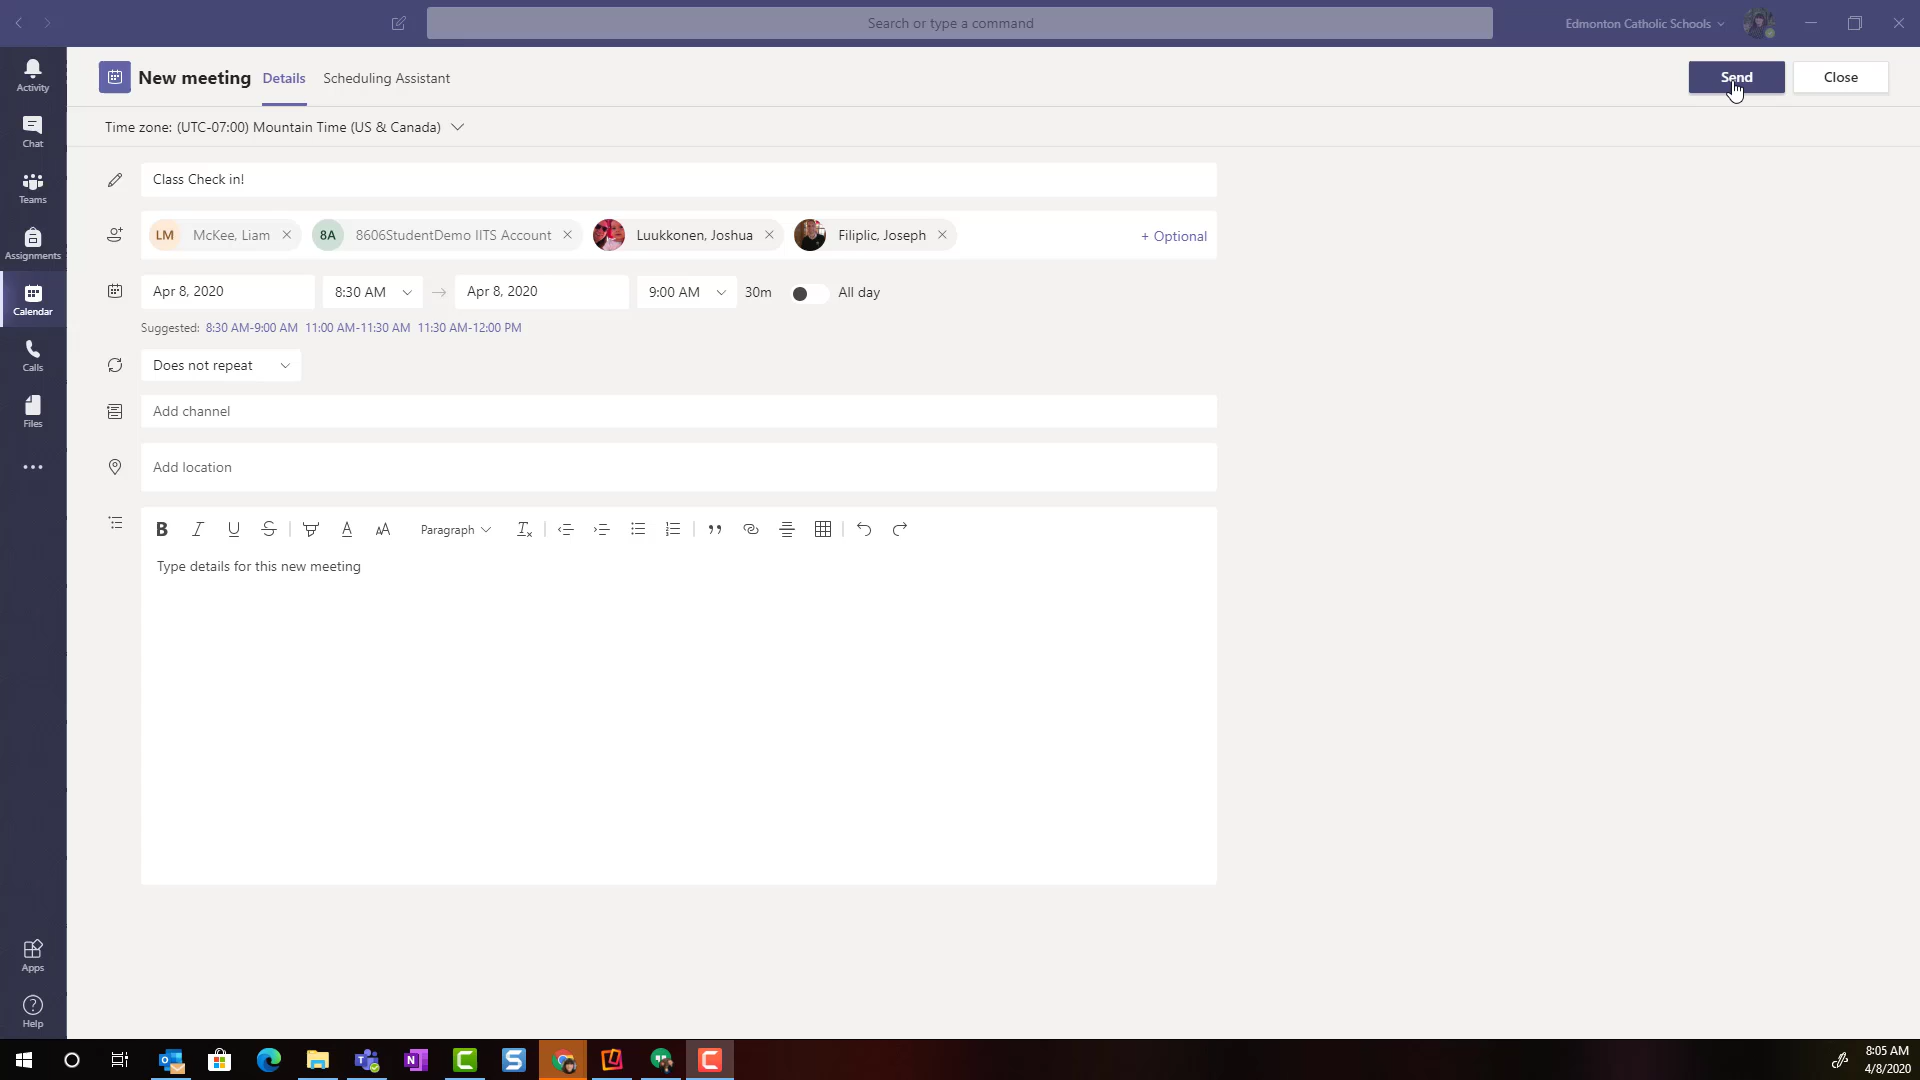 Search or type a command
Edmonton Catholic Schools
Activity
Chat
Teams
Assignments
Calendar
Calls
Files
Apps
Help
New meeting Details Scheduling Assistant
Send Close
Time zone: (UTC-07:00) Mountain Time (US & Canada)
Class Check in!
LM McKee, Liam 8A 8606StudentDemo IITS Account Luukkonen, Joshua Filiplic, Joseph + Optional
Apr 8, 2020 8:30 AM Apr 8, 2020 9:00 AM 30m All day
Suggested: 8:30 AM-9:00 AM 11:00 AM-11:30 AM 11:30 AM-12:00 PM
Does not repeat
Add channel
Add location
B I U S A AA Paragraph
Type details for this new meeting
8:05 AM
4/8/2020